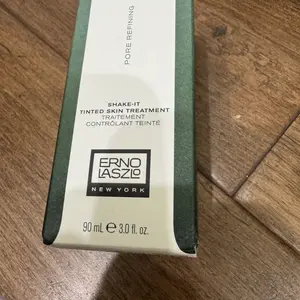 PORE REFINING
SHAKE-IT
TINTED SKIN TREATMENT
TRAITEMENT
CONTRÔLANT TEINTÉ
ERNO
LASZLO
NEW YORK
90 mL ℮ 3.0 fl. oz.